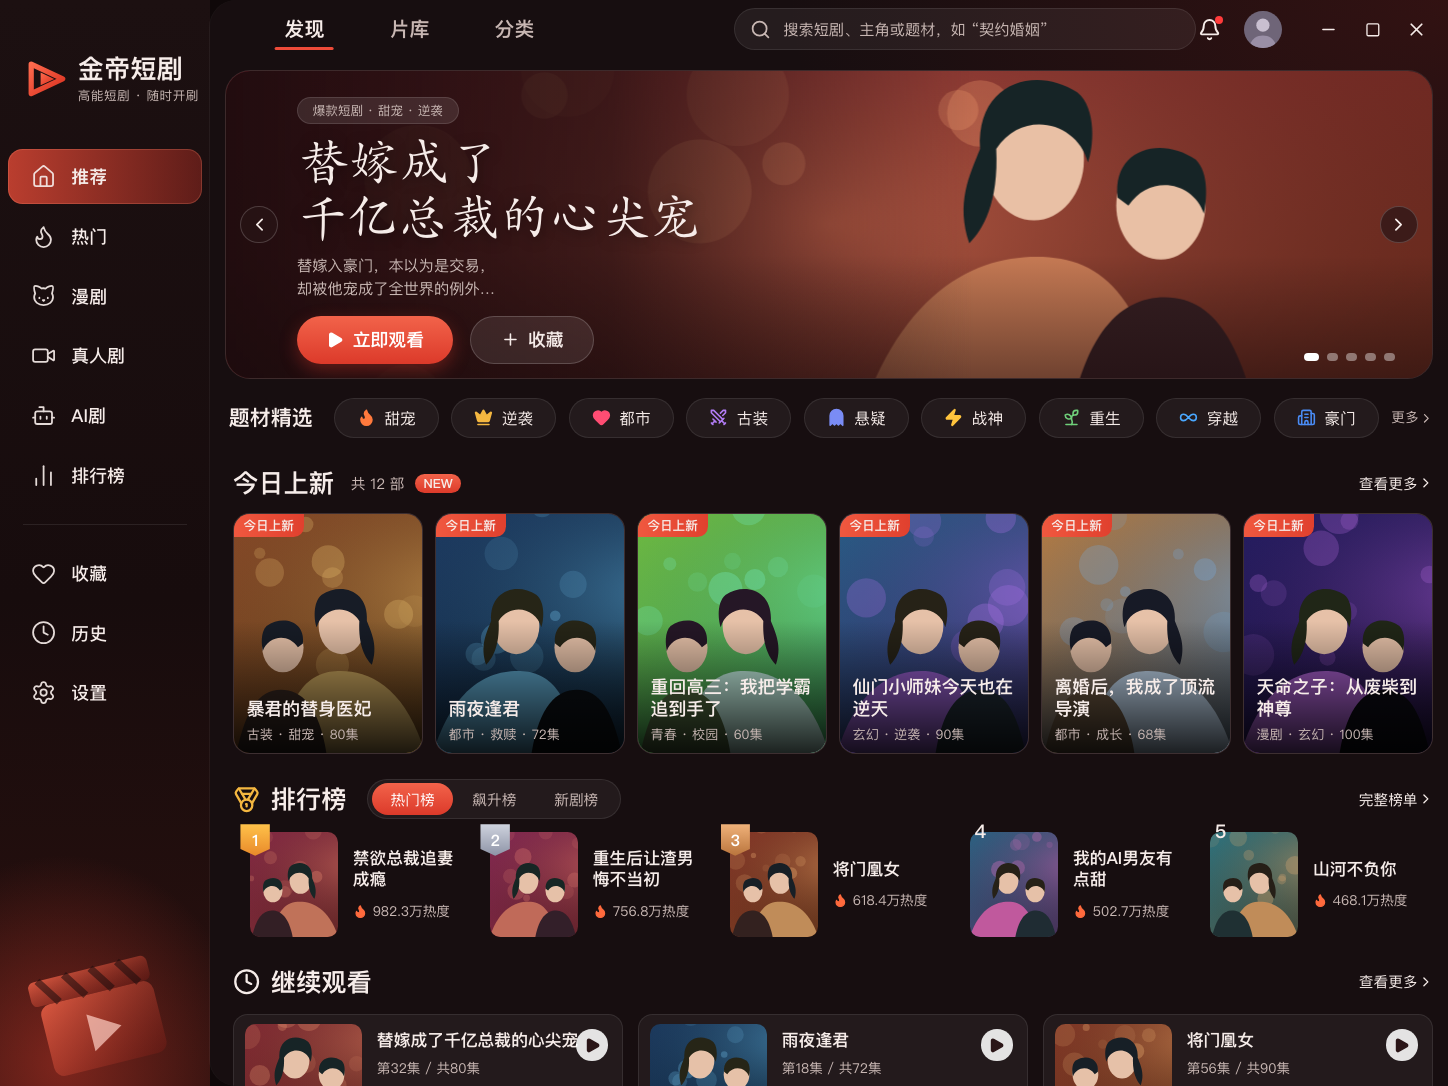 金帝短剧
高能短剧 · 随时开刷
推荐
热门
漫剧
真人剧
AI剧
排行榜
收藏
历史
设置
发现
片库
分类
搜索短剧、主角或题材，如 “契约婚姻”
爆款短剧 · 甜宠 · 逆袭
替嫁成了
千亿总裁的心尖宠
替嫁入豪门，本以为是交易，
却被他宠成了全世界的例外...
立即观看
收藏
题材精选
甜宠
逆袭
都市
古装
悬疑
战神
重生
穿越
豪门
更多
今日上新
共 12 部
NEW
查看更多
今日上新
暴君的替身医妃
古装 · 甜宠 · 80集
今日上新
雨夜逢君
都市 · 救赎 · 72集
今日上新
重回高三：我把学霸
追到手了
青春 · 校园 · 60集
今日上新
仙门小师妹今天也在
逆天
玄幻 · 逆袭 · 90集
今日上新
离婚后，我成了顶流
导演
都市 · 成长 · 68集
今日上新
天命之子：从废柴到
神尊
漫剧 · 玄幻 · 100集
排行榜
热门榜
飙升榜
新剧榜
完整榜单
1
禁欲总裁追妻
成瘾
982.3万热度
2
重生后让渣男
悔不当初
756.8万热度
3
将门凰女
618.4万热度
4
我的AI男友有
点甜
502.7万热度
5
山河不负你
468.1万热度
继续观看
查看更多
替嫁成了千亿总裁的心尖宠
第32集 / 共80集
雨夜逢君
第18集 / 共72集
将门凰女
第56集 / 共90集